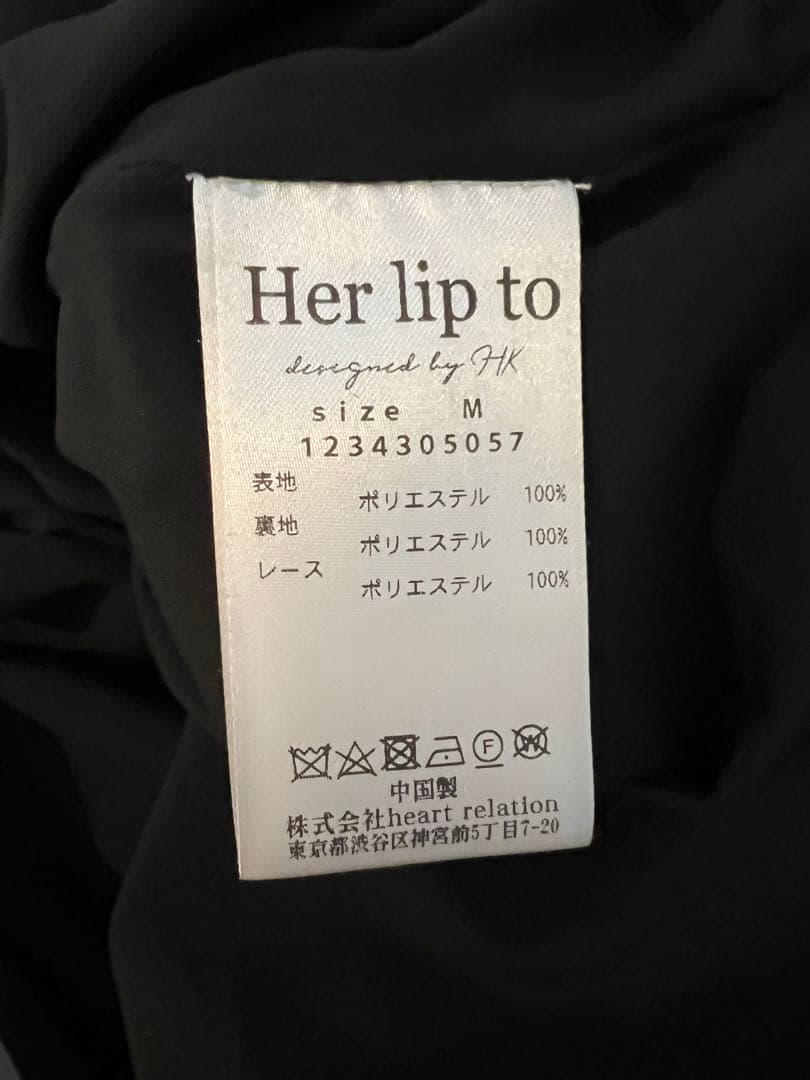 Her lip to
designed by HK
size M
1234305057
表地 ポリエステル 100%
裏地 ポリエステル 100%
レース ポリエステル 100%
F W
中国製
株式会社heart relation
東京都渋谷区神宮前5丁目7-20